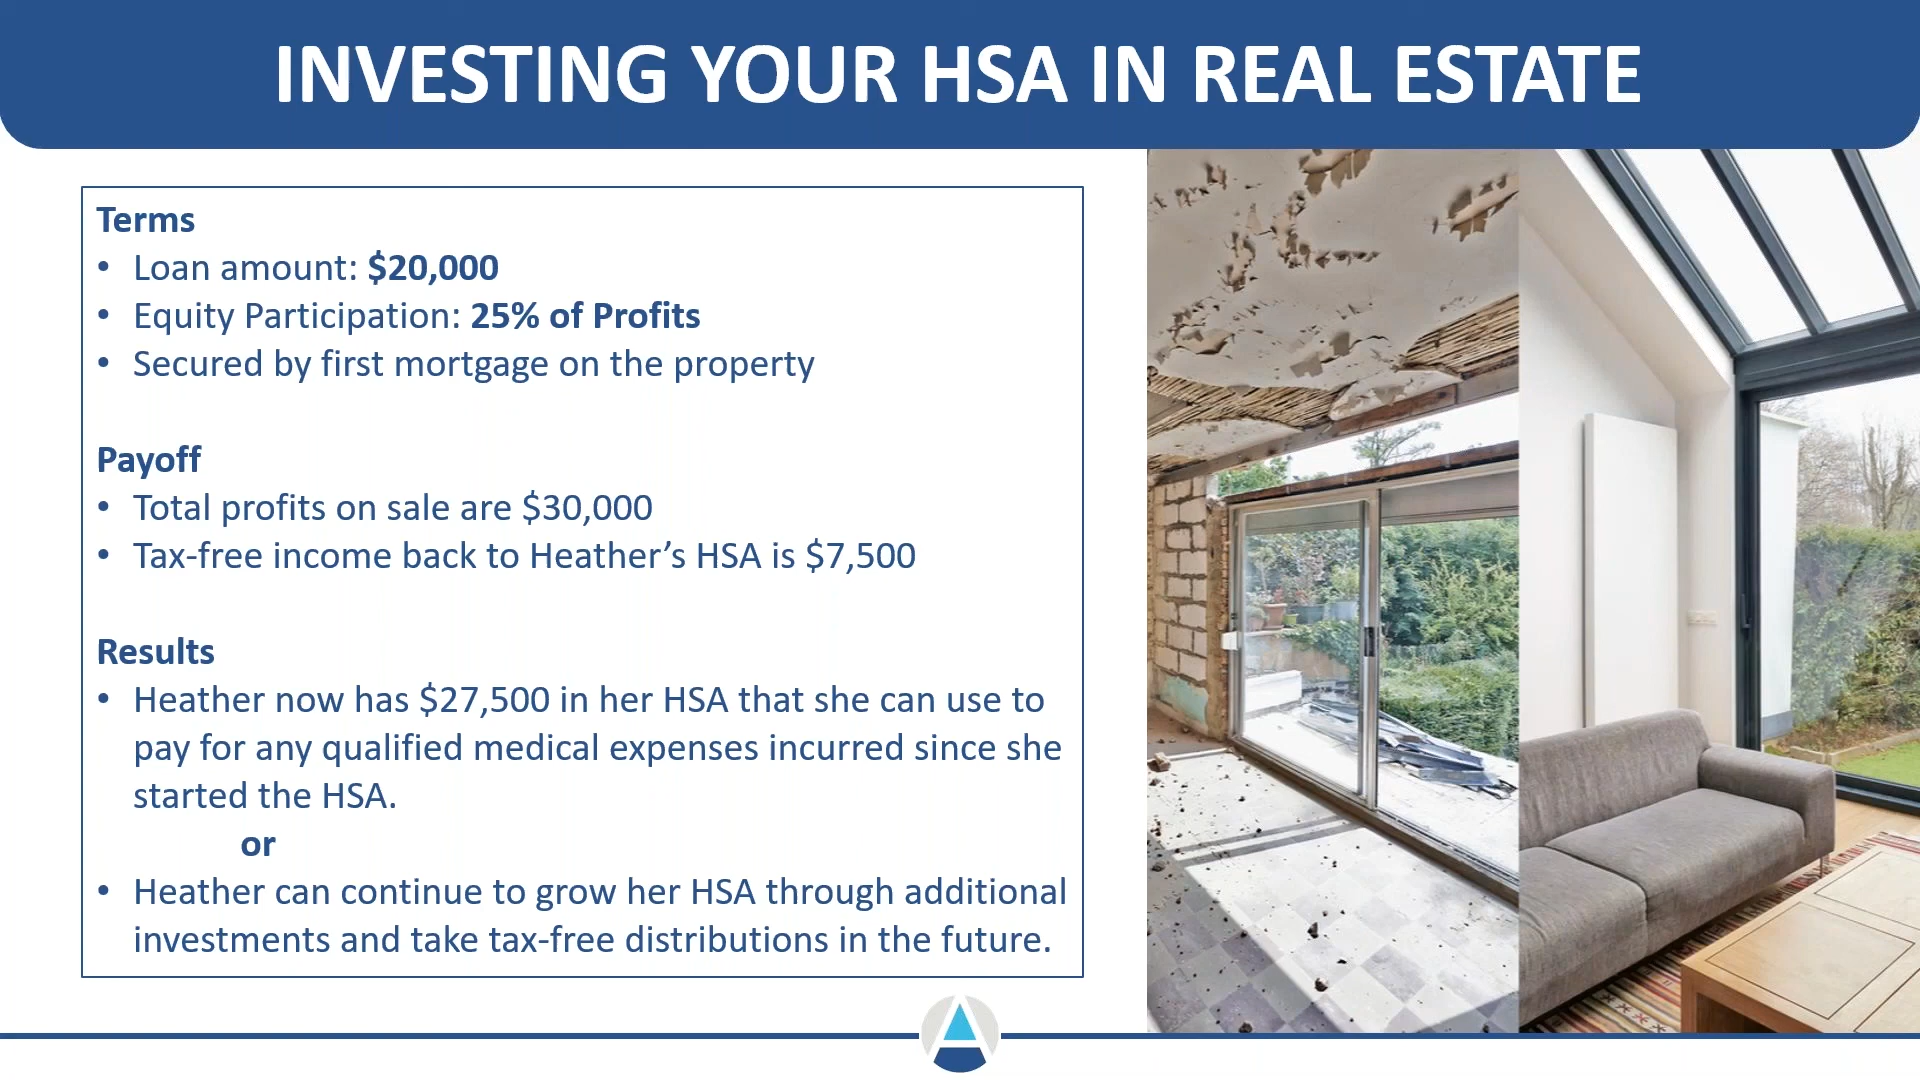 INVESTING YOUR HSA IN REAL ESTATE
Terms
• Loan amount: $20,000
• Equity Participation: 25% of Profits
• Secured by first mortgage on the property
Payoff
• Total profits on sale are $30,000
• Tax-free income back to Heather’s HSA is $7,500
Results
• Heather now has $27,500 in her HSA that she can use to
pay for any qualified medical expenses incurred since she
started the HSA.
or
• Heather can continue to grow her HSA through additional
investments and take tax-free distributions in the future.